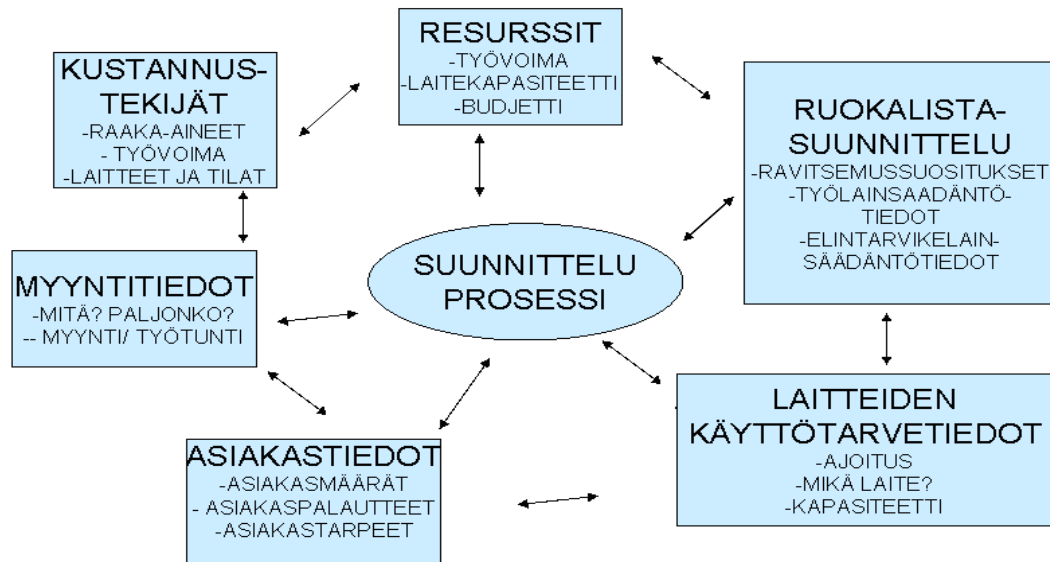 RESURSSIT
-TYÖVOIMA
-LAITEKAPASITEETTI
-BUDJETTI
KUSTANNUS-
TEKIJÄT
-RAAKA-AINEET
- TYÖVOIMA
-LAITTEET JA TILAT
RUOKALISTA-
SUUNNITTELU
-RAVITSEMUSSUOSITUKSET
-TYÖLAINSAADÄNTÖ-
TIEDOT
-ELINTARVIKELAIN-
SÄÄDÄNTÖTIEDOT
MYYNTITIEDOT
-MITÄ? PALJONKO?
-- MYYNTI/ TYÖTUNTI
SUUNNITTELU
PROSESSI
LAITTEIDEN
KÄYTTÖTARVETIEDOT
-AJOITUS
-MIKÄ LAITE?
-KAPASITEETTI
ASIAKASTIEDOT
-ASIAKASMÄÄRÄT
- ASIAKASPALAUTTEET
-ASIAKASTARPEET